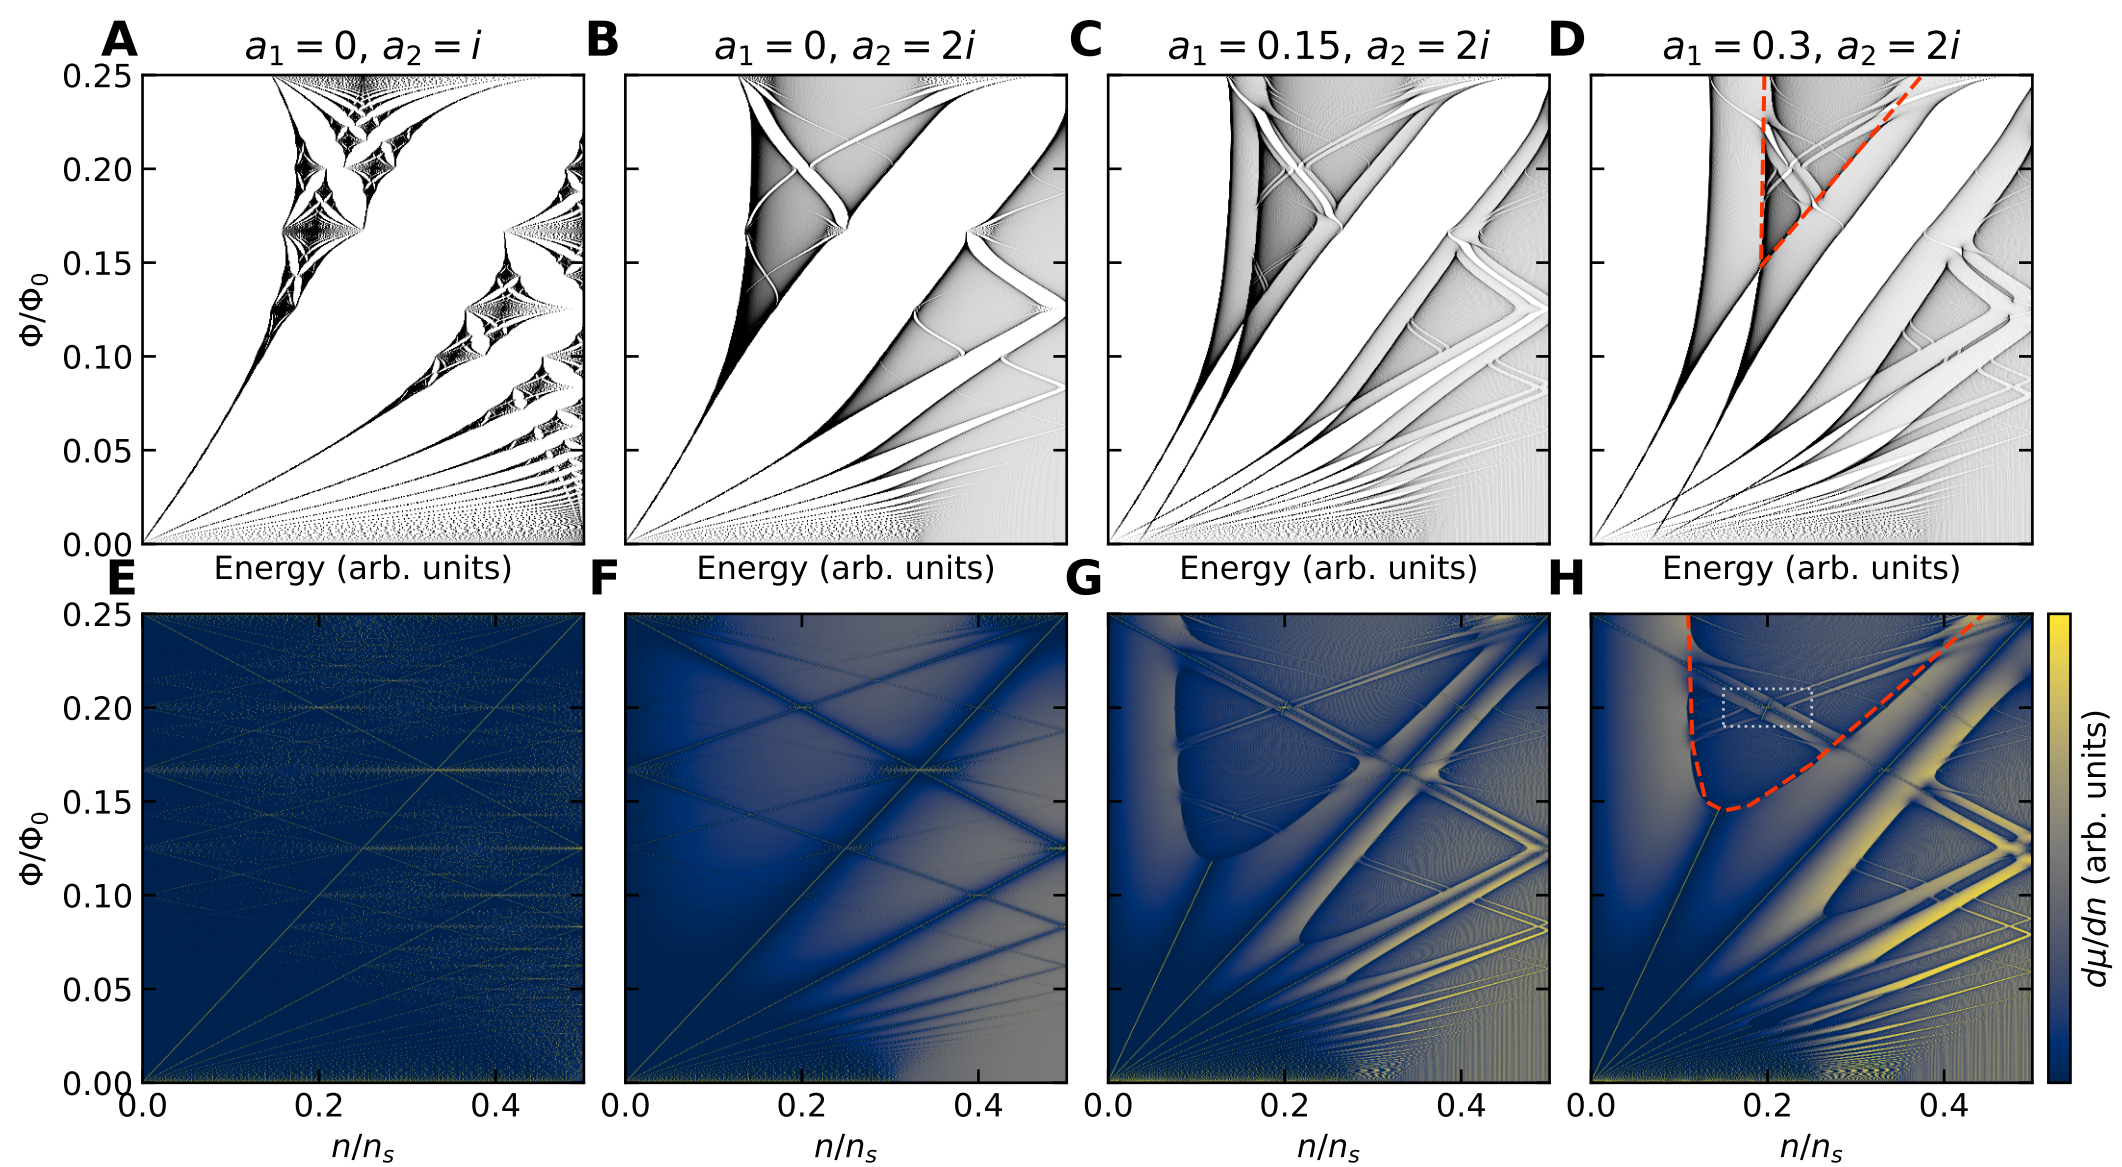 A B C D
a₁ = 0, a₂ = i a₁ = 0, a₂ = 2i a₁ = 0.15, a₂ = 2i a₁ = 0.3, a₂ = 2i
0.25
0.20
0.15
0.10
0.05
0.00
Φ/Φ₀
Energy (arb. units) Energy (arb. units) Energy (arb. units) Energy (arb. units)
E F G H
0.25
0.20
0.15
0.10
0.05
0.00
Φ/Φ₀
0.0 0.2 0.4 0.0 0.2 0.4 0.0 0.2 0.4 0.0 0.2 0.4
n/nₛ n/nₛ n/nₛ n/nₛ
dμ/dn (arb. units)